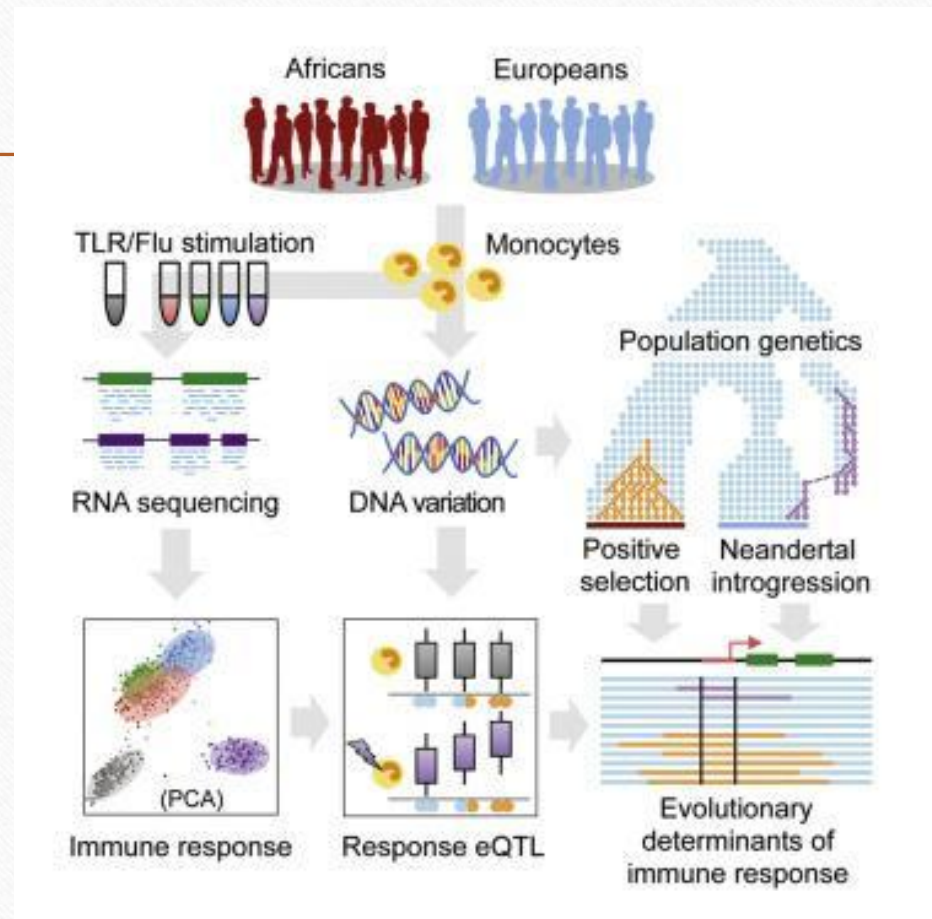 Africans
Europeans
TLR/Flu stimulation
Monocytes
Population genetics
RNA sequencing
DNA variation
Positive
selection
Neandertal
introgression
(PCA)
Immune response
Response eQTL
Evolutionary
determinants of
immune response